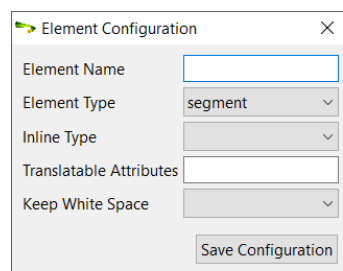 Element Configuration
Element Name
Element Type segment
Inline Type
Translatable Attributes
Keep White Space
Save Configuration